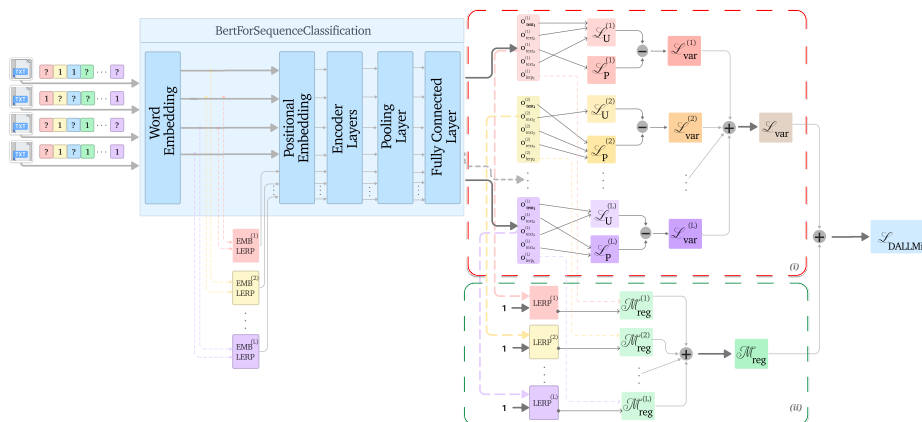 BertForSequenceClassification
TXT ? 1 1 ? ... ?
TXT 1 ? ? ? ... 1
TXT ? 1 ? 1 ... ?
TXT 1 ? 1 ? ... 1
Word
Embedding
Positional
Embedding
Encoder
Layers
Pooling
Layer
Fully Connected
Layer
EMB(1)
LERP
EMB(2)
LERP
EMB(L)
LERP
ℒU(1)
ℒP(1)
ℒvar(1)
ℒU(2)
ℒP(2)
ℒvar(2)
ℒU(L)
ℒP(L)
ℒvar(L)
ℒvar
(i)
1 LERP(1)
ℳreg(1)
1 LERP(2)
ℳreg(2)
1 LERP(L)
ℳreg(L)
ℳreg
(ii)